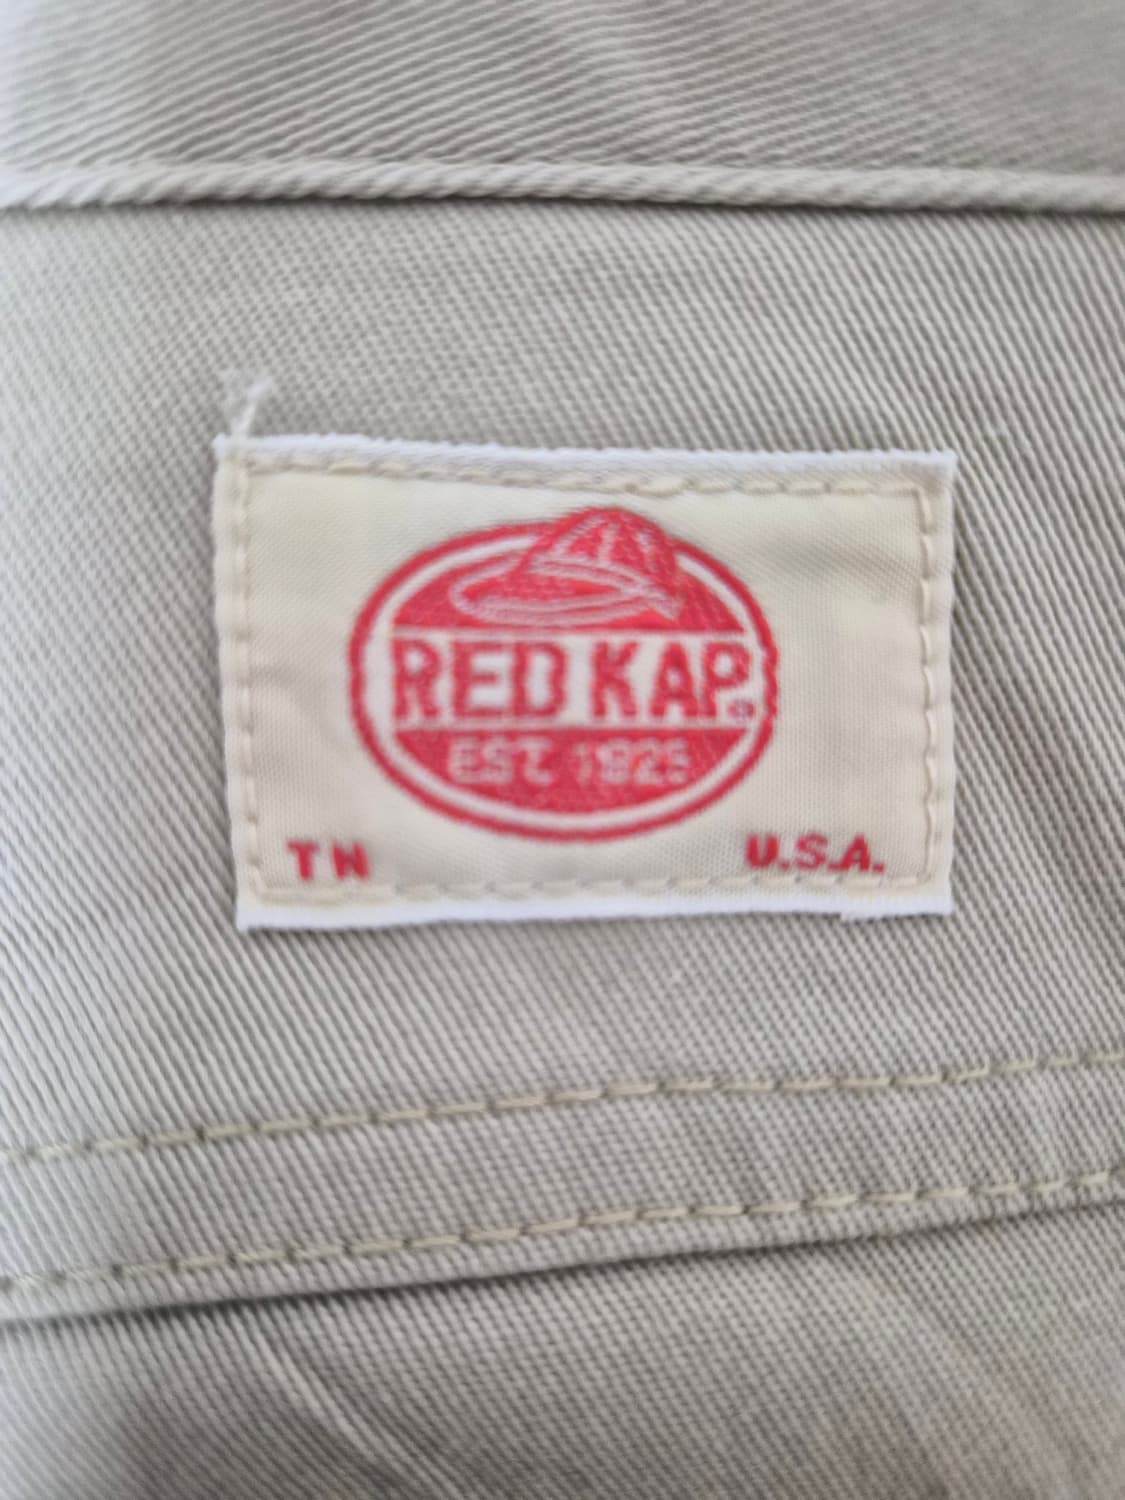 RED KAP®
EST. 1923
TN U.S.A.